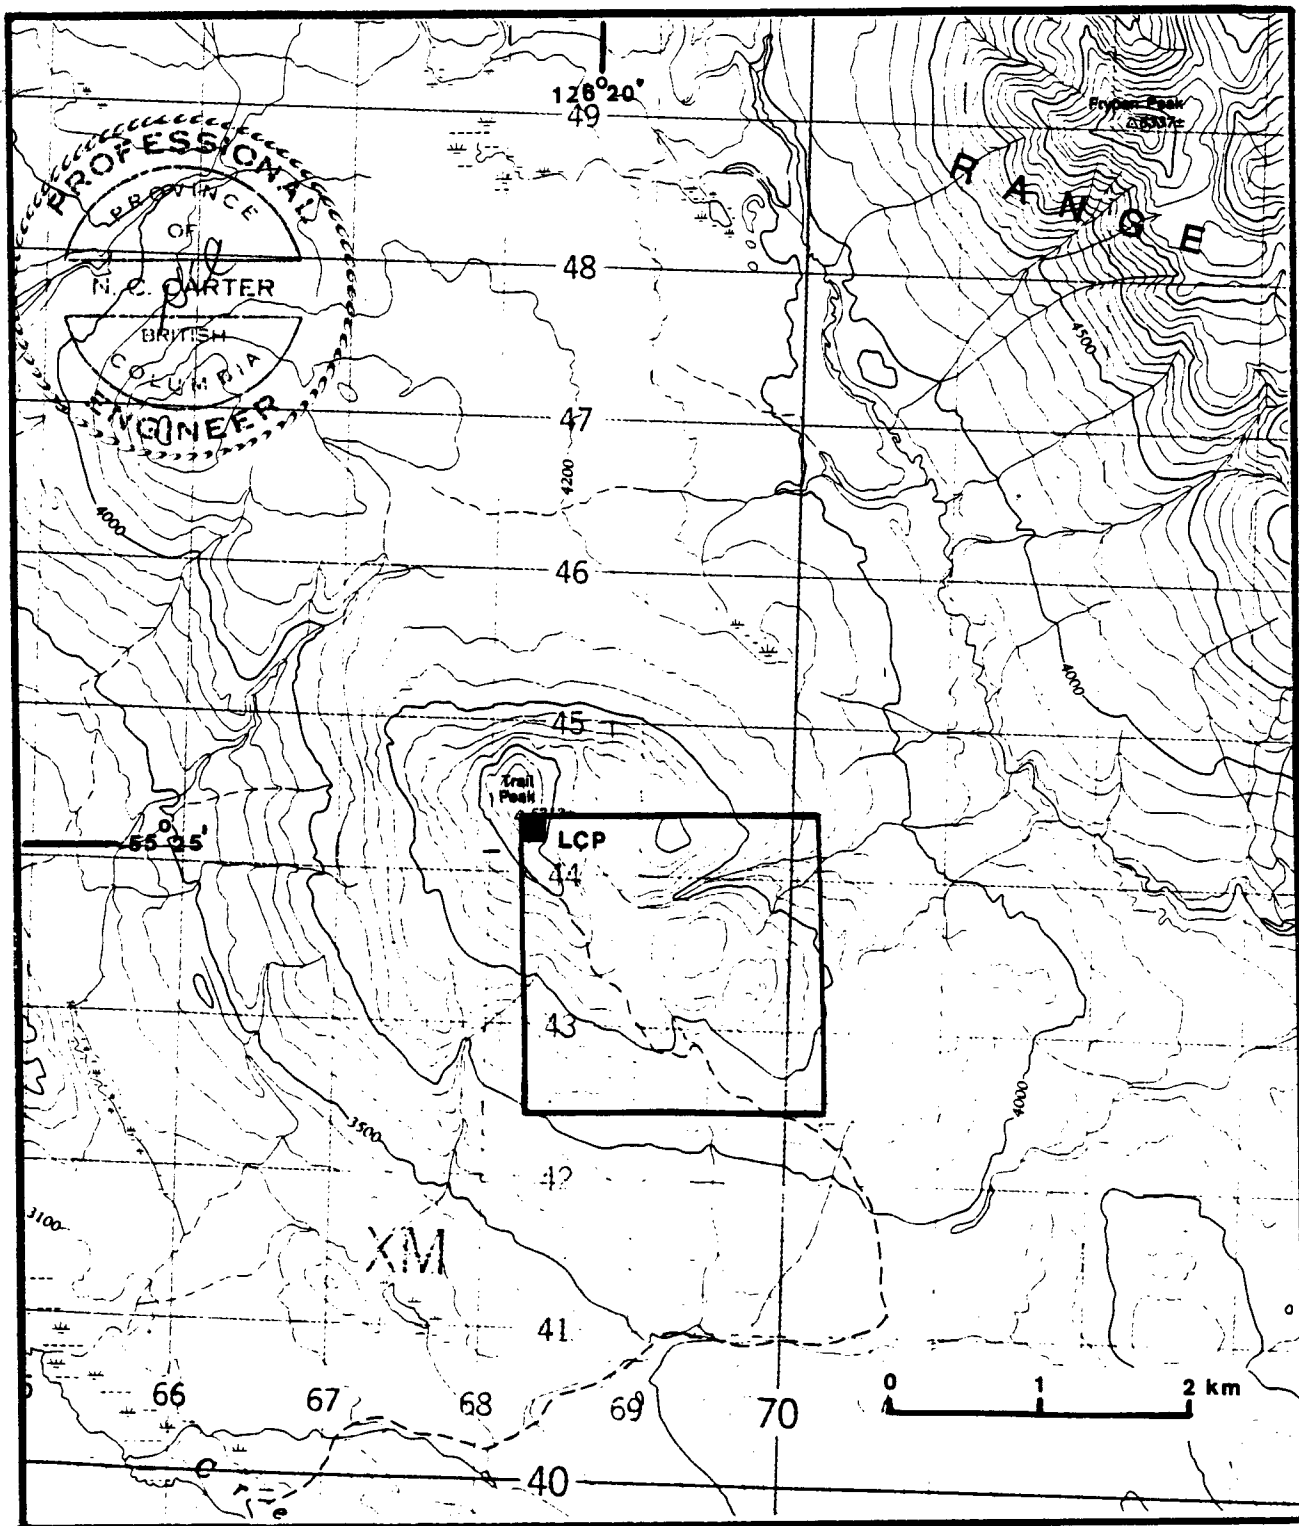 126°20'
49
Frypan Peak
△6337±
RANGE
PROFESSIONAL
PROVINCE
OF
N. C. CARTER
BRITISH
COLUMBIA
ENGINEER
48
4500
47
4200
4000
46
4000
45
Trail
Peak
LCP
55°25'
44
43
4000
3500
42
3100
XM
41
66
67
68
69
70
0 1 2 km
40